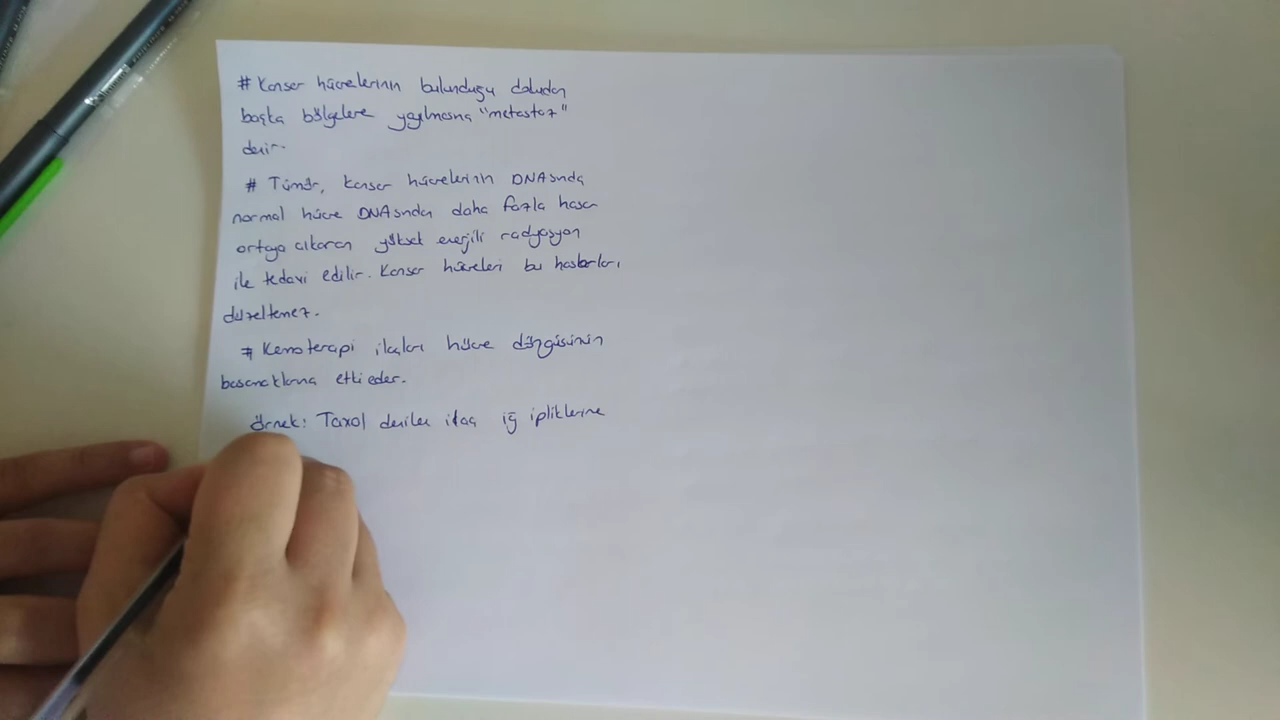 # Kanser hücrelerinin bulunduğu dokudan
başka bölgelere yayılmasına "metastaz"
denir.
# Tümör, kanser hücrelerinin DNAsında
normal hücre DNAsından daha fazla hasar
ortaya çıkaran yüksek enerjili radyasyon
ile tedavi edilir. Kanser hücreleri bu hasarları
düzeltemez.
# Kemoterapi ilaçları hücre döngüsünün
basamaklarına etki eder.
Örnek: Taxol denilen ilaç iğ ipliklerine